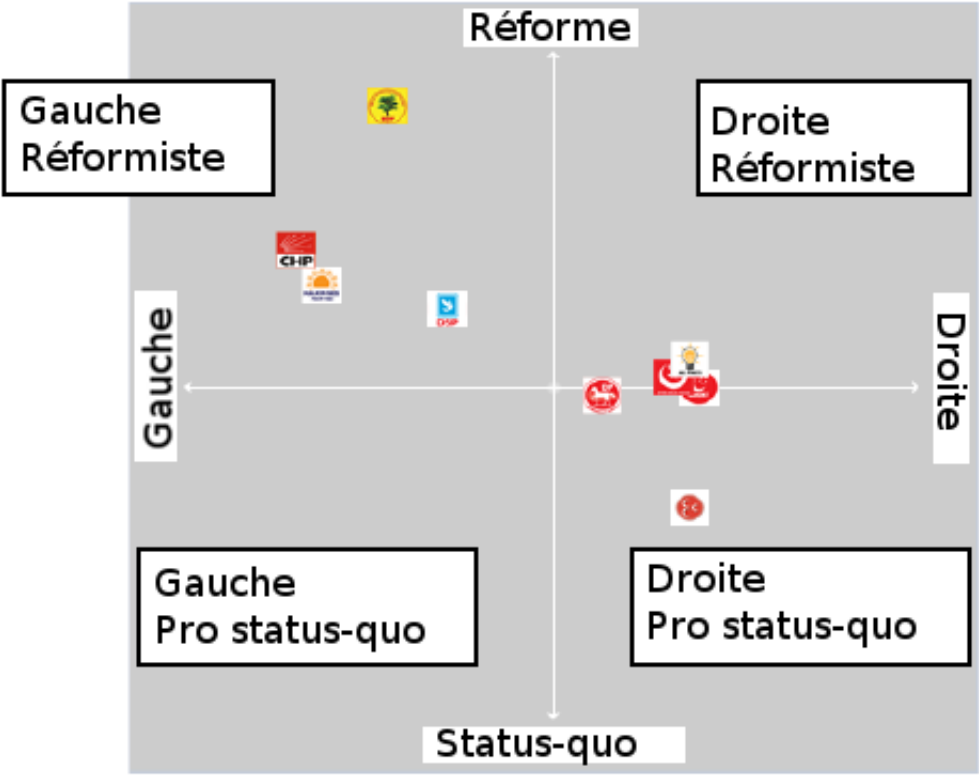 Réforme
Gauche
Réformiste
Droite
Réformiste
CHP
DSP
Gauche
Droite
DP
Gauche
Pro status-quo
Droite
Pro status-quo
Status-quo